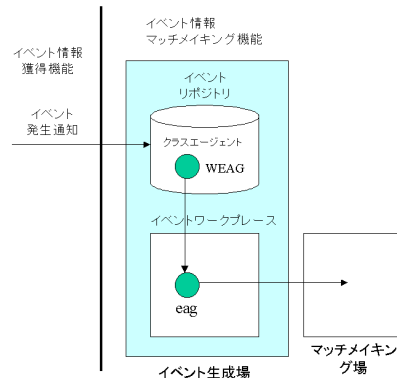 イベント情報
マッチメイキング機能
イベント情報
獲得機能
イベント
発生通知
イベント
リポジトリ
クラスエージェント
WEAG
イベントワークプレース
eag
イベント生成場
マッチメイキン
グ場